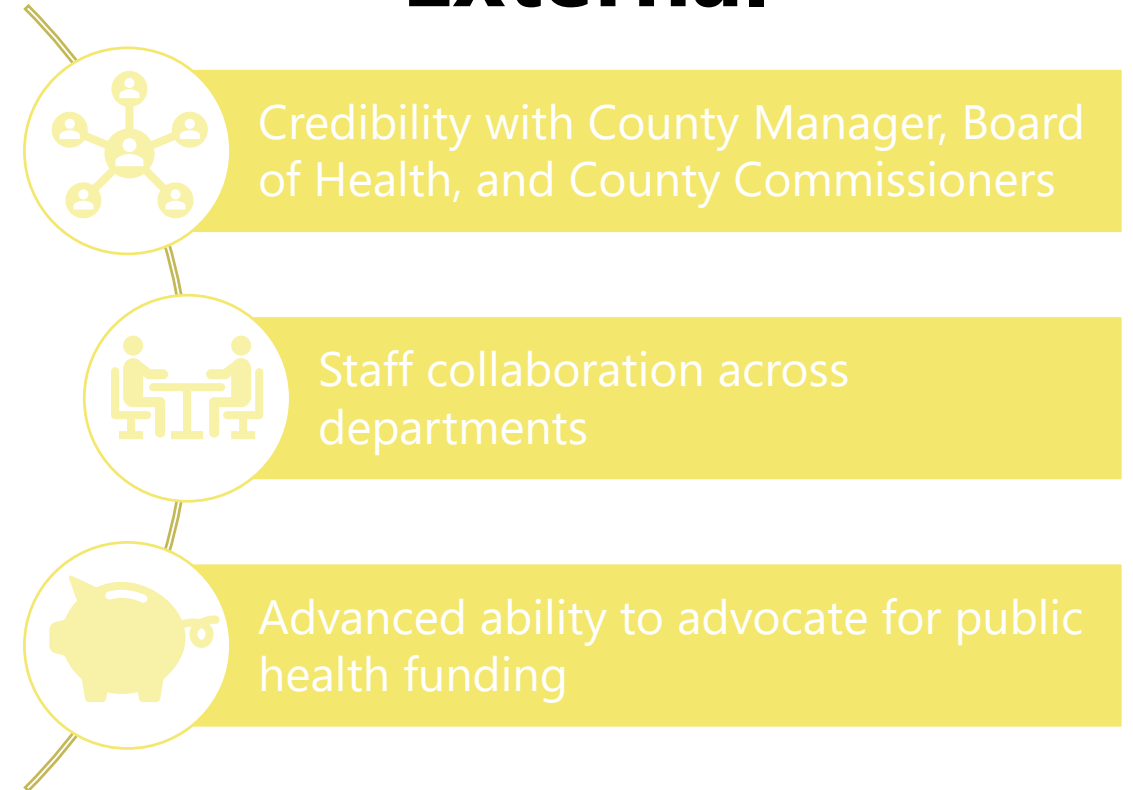 External
Credibility with County Manager, Board
of Health, and County Commissioners
Staff collaboration across
departments
Advanced ability to advocate for public
health funding